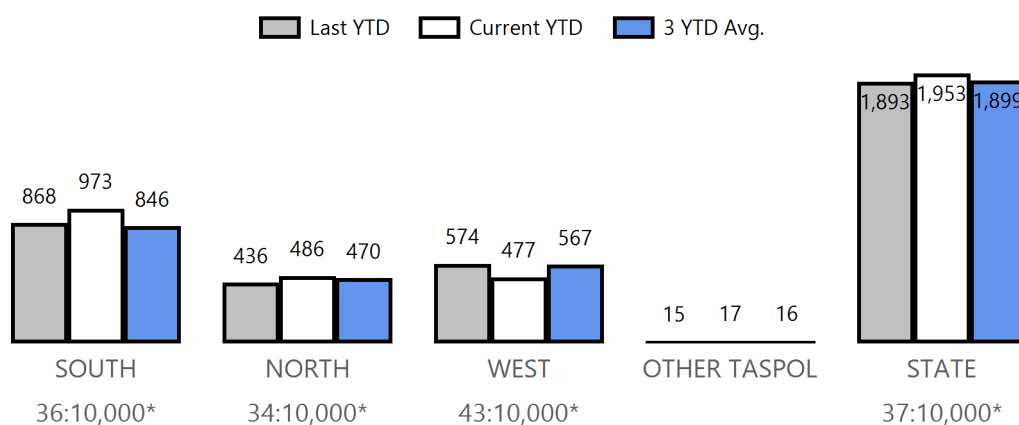 Last YTD Current YTD 3 YTD Avg.
868 973 846 436 486 470 574 477 567 15 17 16 1,893 1,953 1,899
SOUTH NORTH WEST OTHER TASPOL STATE
36:10,000* 34:10,000* 43:10,000* 37:10,000*